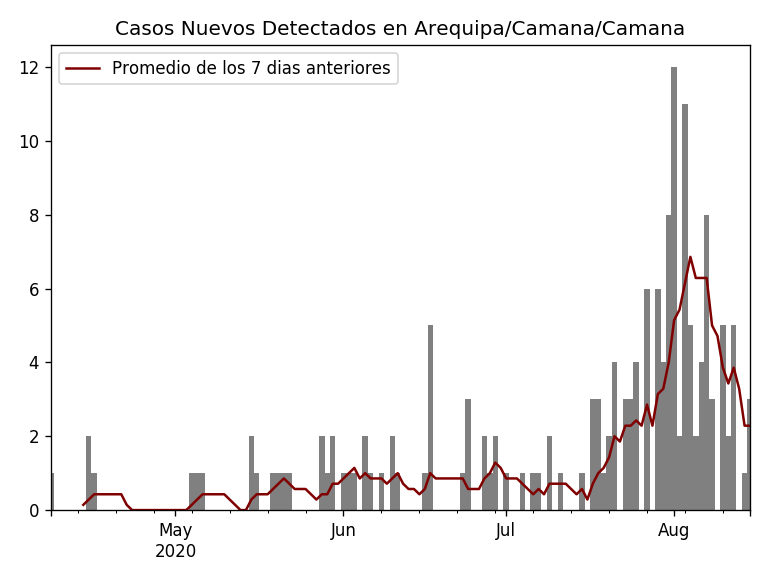 Casos Nuevos Detectados en Arequipa/Camana/Camana
Promedio de los 7 dias anteriores
12
10
8
6
4
2
0
May
2020
Jun
Jul
Aug